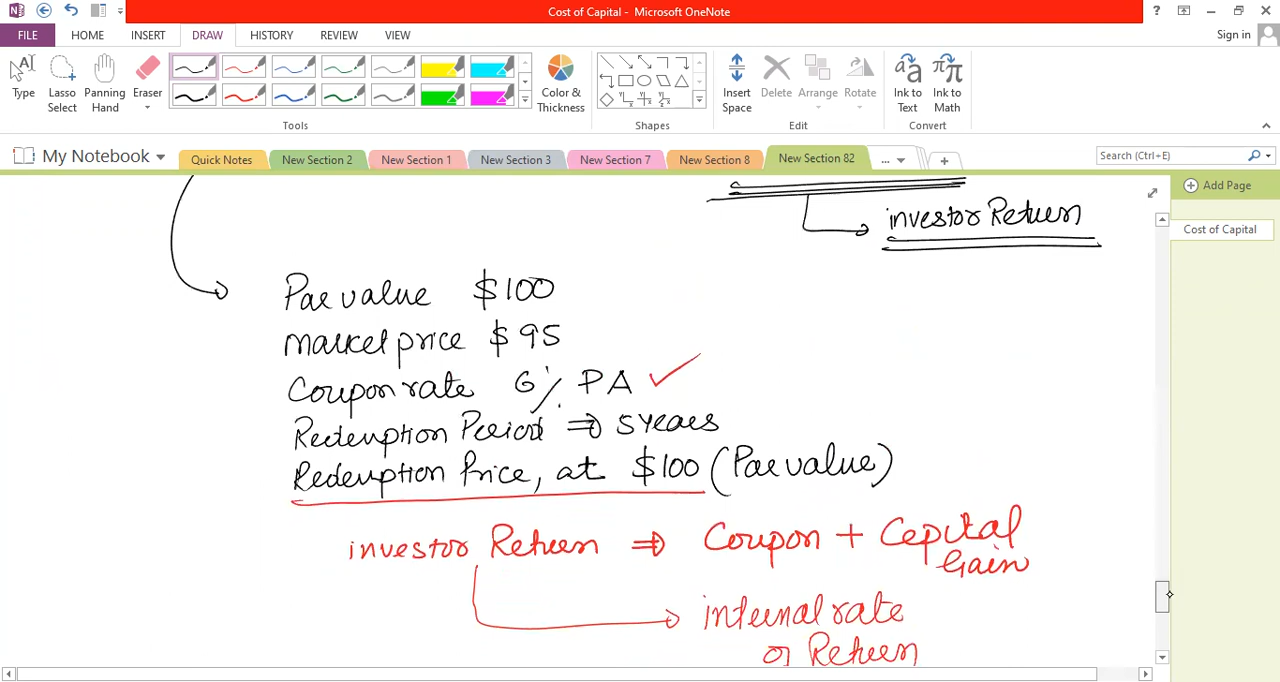 Cost of Capital - Microsoft OneNote
Sign in
FILE HOME INSERT DRAW HISTORY REVIEW VIEW
Type
Lasso Select
Panning Hand
Eraser
Color & Thickness
Insert Space
Delete
Arrange
Rotate
Ink to Text
Ink to Math
Tools
Shapes
Edit
Convert
My Notebook
Quick Notes
New Section 2
New Section 1
New Section 3
New Section 7
New Section 8
New Section 82
...
Search (Ctrl+E)
Add Page
Cost of Capital
investor Return
Par value $100
market price $95
Coupon rate 6% PA
Redemption Period ⇒ 5 years
Redemption Price, at $100 (Par value)
investor Return ⇒ Coupon + Capital
Gain
internal rate
or Return